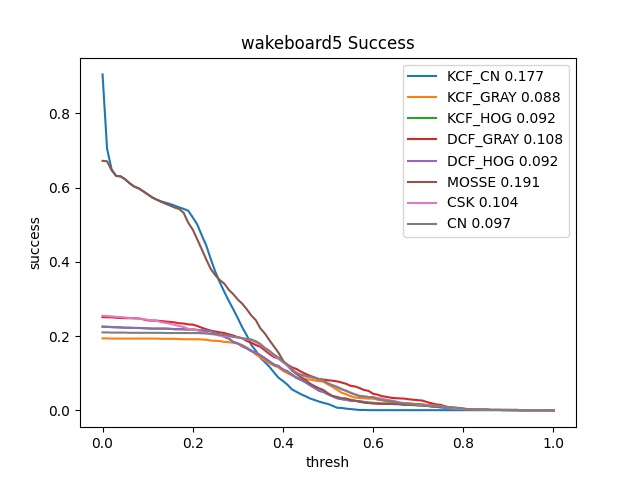 wakeboard5 Success
KCF_CN 0.177
KCF_GRAY 0.088
KCF_HOG 0.092
DCF_GRAY 0.108
DCF_HOG 0.092
MOSSE 0.191
CSK 0.104
CN 0.097
success
0.8
0.6
0.4
0.2
0.0
0.0 0.2 0.4 0.6 0.8 1.0
thresh